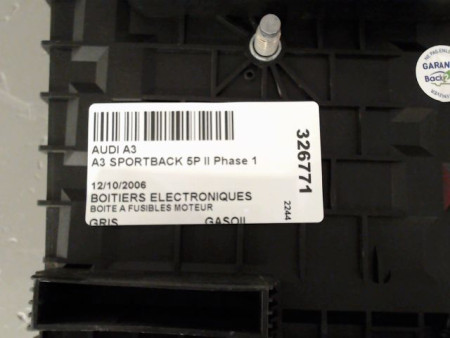 AUDI A3
A3 SPORTBACK 5P II Phase 1
12/10/2006
BOITIERS ELECTRONIQUES
BOITE A FUSIBLES MOTEUR
GRIS GASOIL
326771
2244
GARAN
Back2